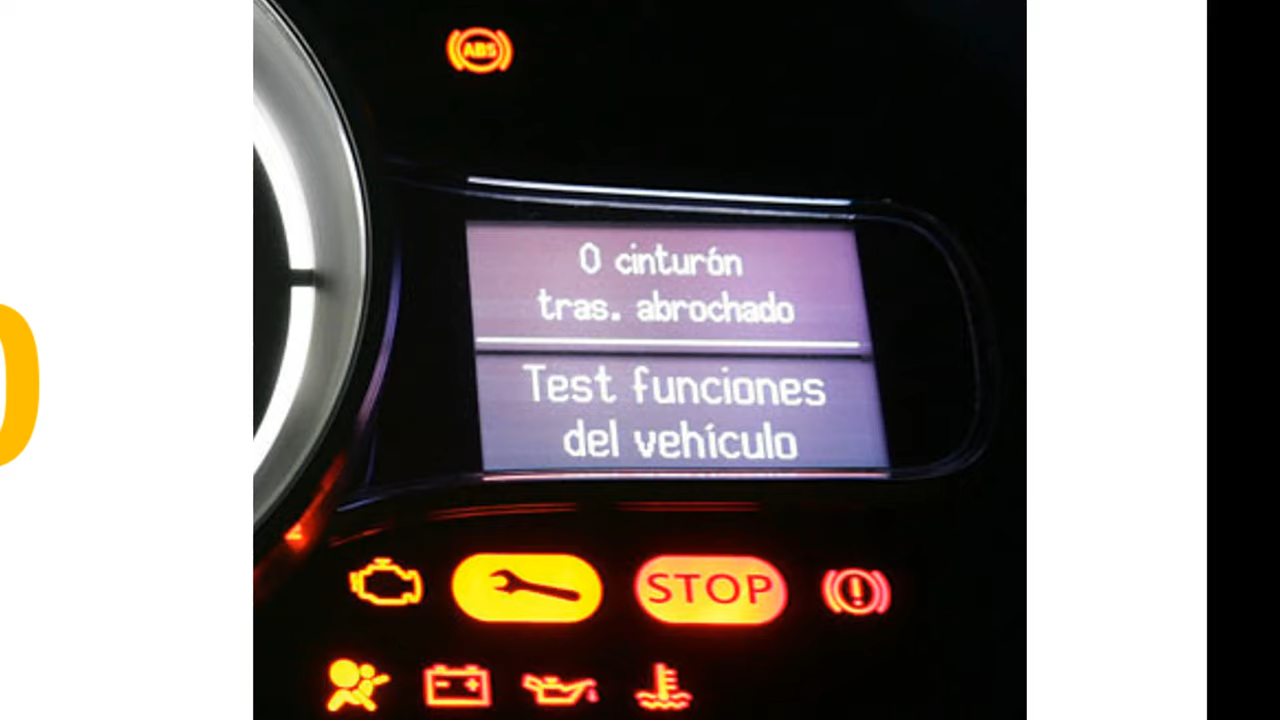 ABS
0 cinturón
tras. abrochado
Test funciones
del vehículo
STOP